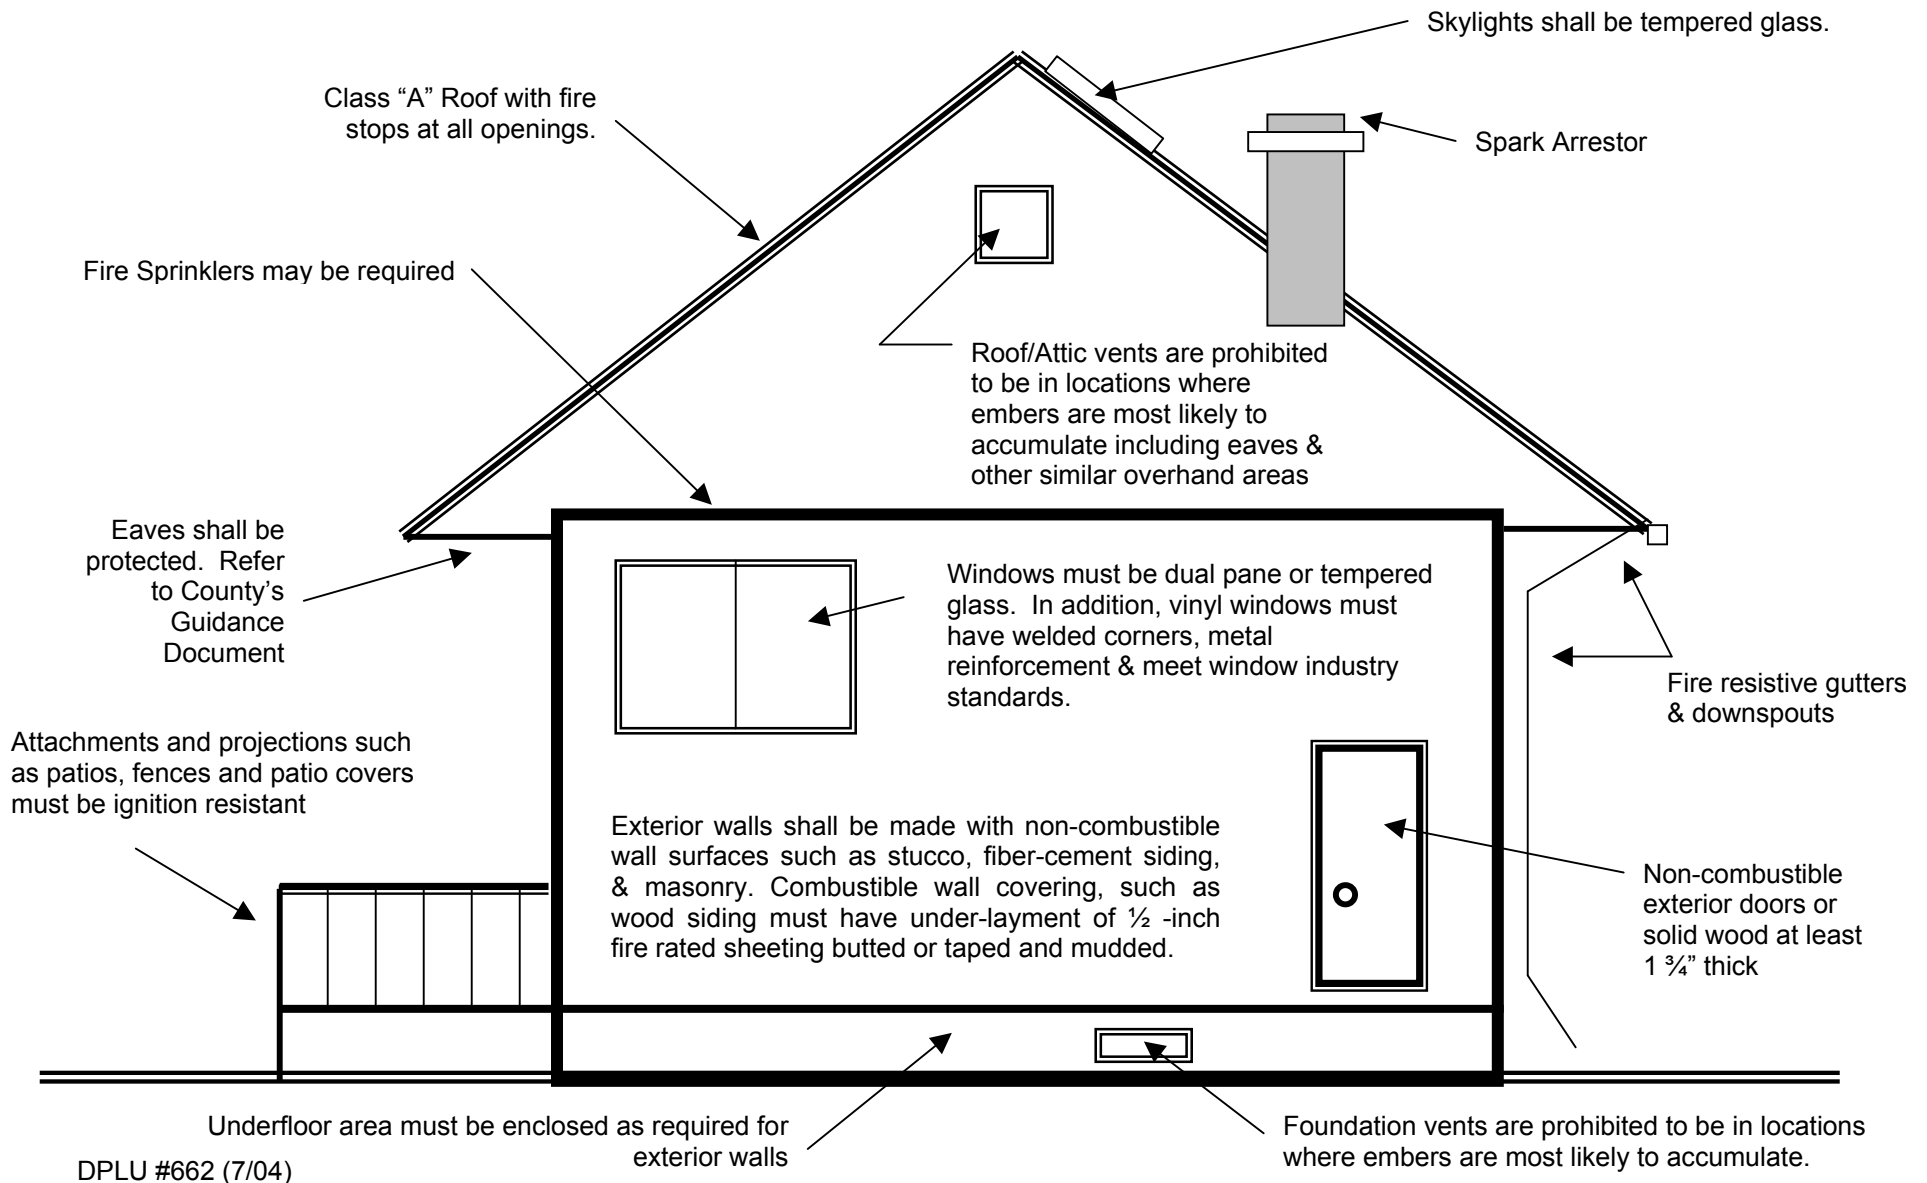 Skylights shall be tempered glass.
Class “A” Roof with fire
stops at all openings.
Spark Arrestor
Fire Sprinklers may be required
Roof/Attic vents are prohibited
to be in locations where
embers are most likely to
accumulate including eaves &
other similar overhand areas
Eaves shall be
protected.  Refer
to County’s
Guidance
Document
Windows must be dual pane or tempered
glass.  In addition, vinyl windows must
have welded corners, metal
reinforcement & meet window industry
standards.
Fire resistive gutters
& downspouts
Attachments and projections such
as patios, fences and patio covers
must be ignition resistant
Exterior walls shall be made with non-combustible
wall surfaces such as stucco, fiber-cement siding,
& masonry. Combustible wall covering, such as
wood siding must have under-layment of ½ -inch
fire rated sheeting butted or taped and mudded.
Non-combustible
exterior doors or
solid wood at least
1 ¾” thick
Underfloor area must be enclosed as required for
exterior walls
Foundation vents are prohibited to be in locations
where embers are most likely to accumulate.
DPLU #662 (7/04)